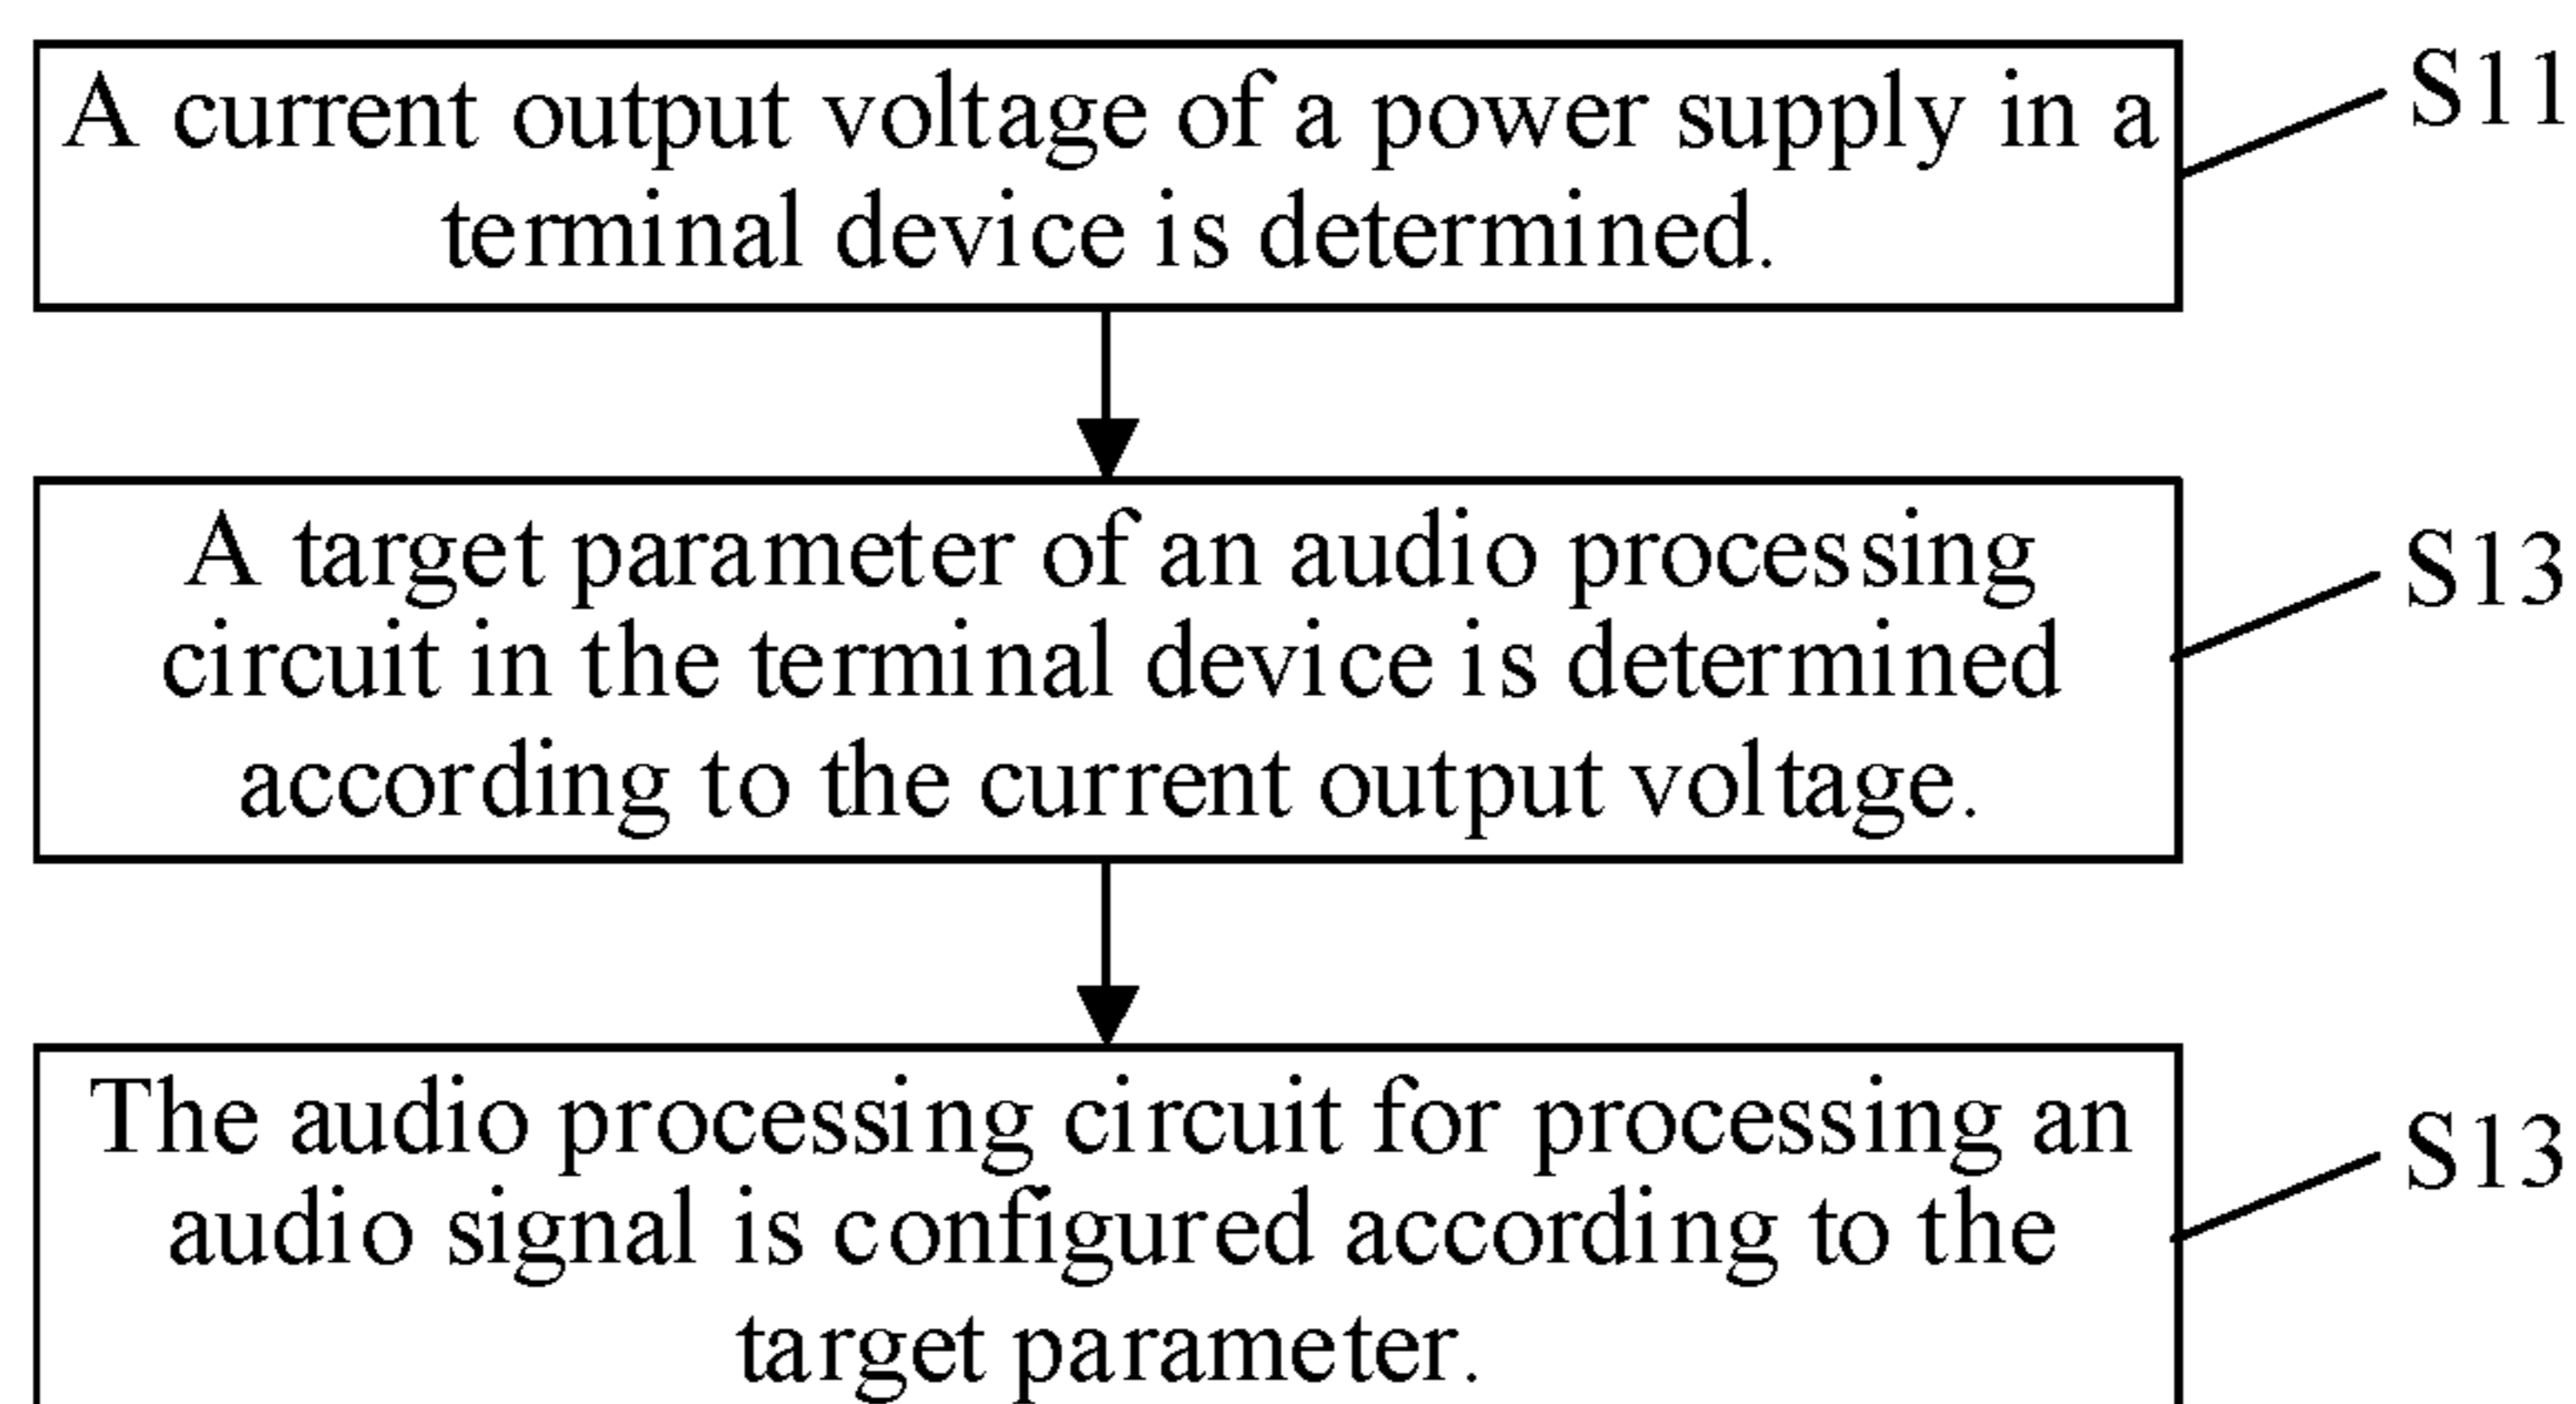 A current output voltage of a power supply in a
terminal device is determined.
S11
A target parameter of an audio processing
circuit in the terminal device is determined
according to the current output voltage.
S13
The audio processing circuit for processing an
audio signal is configured according to the
target parameter.
S13